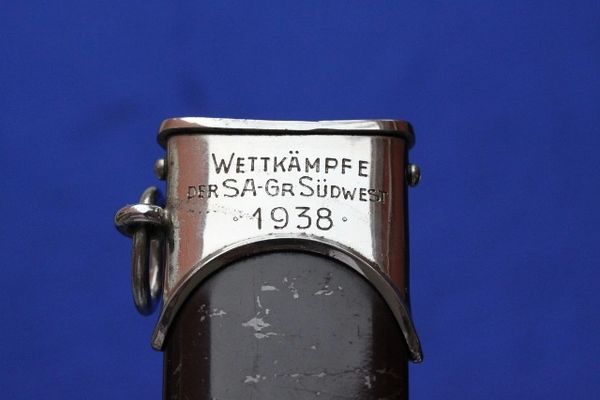 WETTKÄMPFE
DER SA-GR SÜDWEST
· 1938 ·